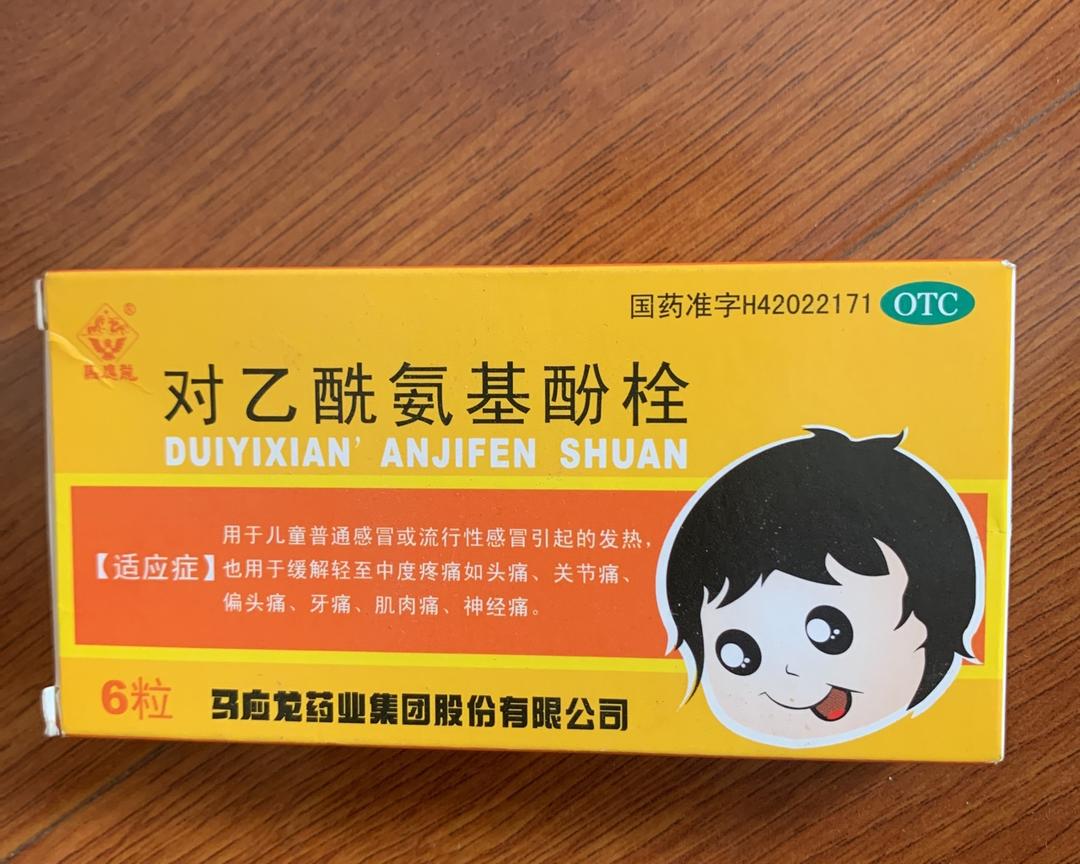 国药准字H42022171 OTC
®
馬應龍
对乙酰氨基酚栓
DUIYIXIAN' ANJIFEN SHUAN
【适应症】
用于儿童普通感冒或流行性感冒引起的发热，
也用于缓解轻至中度疼痛如头痛、关节痛、
偏头痛、牙痛、肌肉痛、神经痛。
6粒
马应龙药业集团股份有限公司